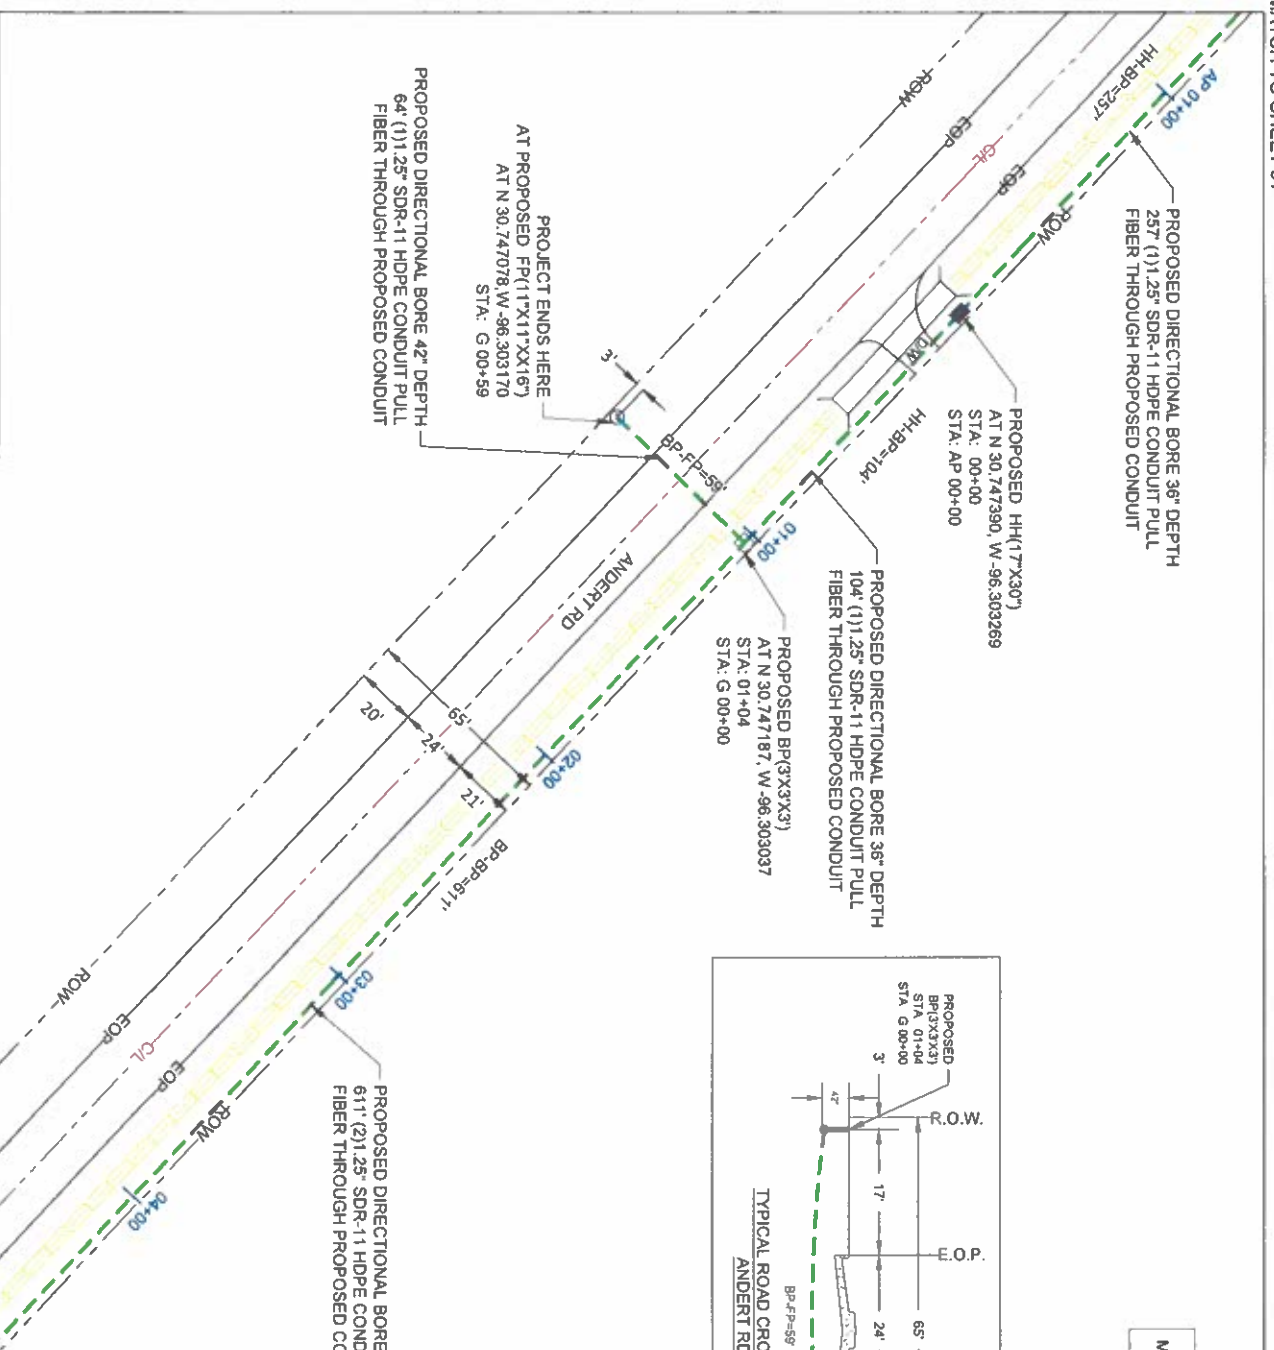 HH-BP=257'
AP 01+00
PROPOSED DIRECTIONAL BORE 36" DEPTH
257' (1)1.25" SDR-11 HDPE CONDUIT PULL
FIBER THROUGH PROPOSED CONDUIT
ROW
EOP
C/L
EOP
ROW
PROPOSED HH(17"X30")
AT N 30.747390, W -96.303269
STA: 00+00
STA: AP 00+00
D/W
HH-BP=104'
PROPOSED DIRECTIONAL BORE 36" DEPTH
104' (1)1.25" SDR-11 HDPE CONDUIT PULL
FIBER THROUGH PROPOSED CONDUIT
01+00
PROPOSED BP(3'X3'X3')
AT N 30.747187, W -96.303037
STA: 01+04
STA: G 00+00
PROJECT ENDS HERE
AT PROPOSED FP(11"X11"XX16")
AT N 30.747078,W -96.303170
STA: G 00+59
PROPOSED DIRECTIONAL BORE 42" DEPTH
64' (1)1.25" SDR-11 HDPE CONDUIT PULL
FIBER THROUGH PROPOSED CONDUIT
3'
BP-FP=59'
ANDERT RD
65'
20'
24'
21'
02+00
BP-BP=611'
03+00
ROW
EOP
C/L
EOP
ROW
04+00
PROPOSED DIRECTIONAL BORE
611' (2)1.25" SDR-11 HDPE COND
FIBER THROUGH PROPOSED CO
PROPOSED
BP(3'X3'X3')
STA 01+04
STA G 00+00
3'
42"
R.O.W.
17'
E.O.P.
65'
24'
BP-FP=59'
TYPICAL ROAD CRO
ANDERT RD
N